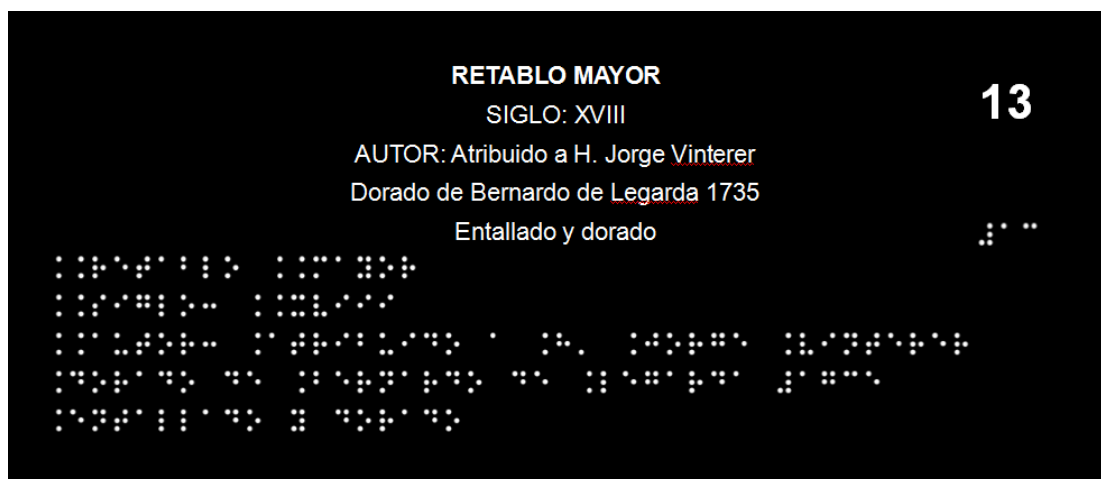 RETABLO MAYOR
13
SIGLO: XVIII
AUTOR: Atribuido a H. Jorge Vinterer
Dorado de Bernardo de Legarda 1735
Entallado y dorado
⠼⠁⠉
⠨⠨⠗⠑⠞⠁⠃⠇⠕ ⠨⠨⠍⠁⠽⠕⠗
⠨⠨⠎⠊⠛⠇⠕⠒ ⠨⠨⠭⠧⠊⠊⠊
⠨⠨⠁⠥⠞⠕⠗⠒ ⠨⠁⠞⠗⠊⠃⠥⠊⠙⠕ ⠁ ⠨⠓⠄ ⠨⠚⠕⠗⠛⠑ ⠨⠧⠊⠝⠞⠑⠗⠑⠗
⠨⠙⠕⠗⠁⠙⠕ ⠙⠑ ⠨⠃⠑⠗⠝⠁⠗⠙⠕ ⠙⠑ ⠨⠇⠑⠛⠁⠗⠙⠁ ⠼⠁⠛⠉⠑
⠨⠑⠝⠞⠁⠇⠇⠁⠙⠕ ⠽ ⠙⠕⠗⠁⠙⠕